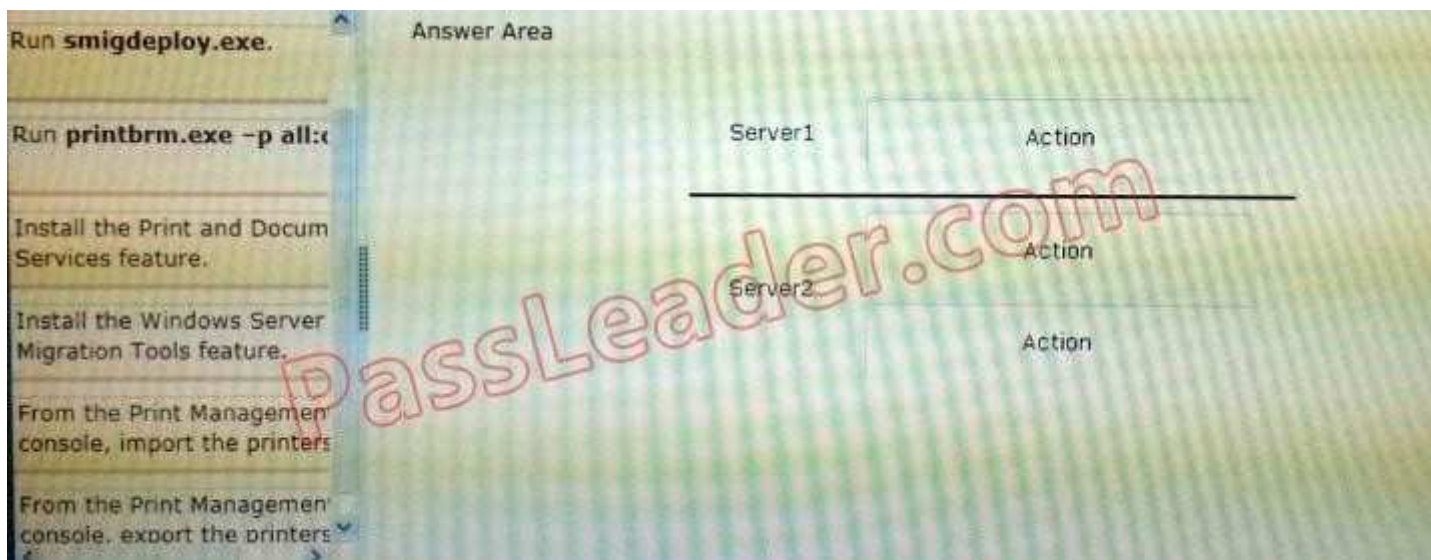 Run smigdeploy.exe.
Run printbrm.exe -p all:
Install the Print and Docum
Services feature.
Install the Windows Server
Migration Tools feature.
From the Print Managemen
console, import the printers
From the Print Managemen
console, export the printers
Answer Area
Server1
Action
Action
Server2
Action
PassLeader.com